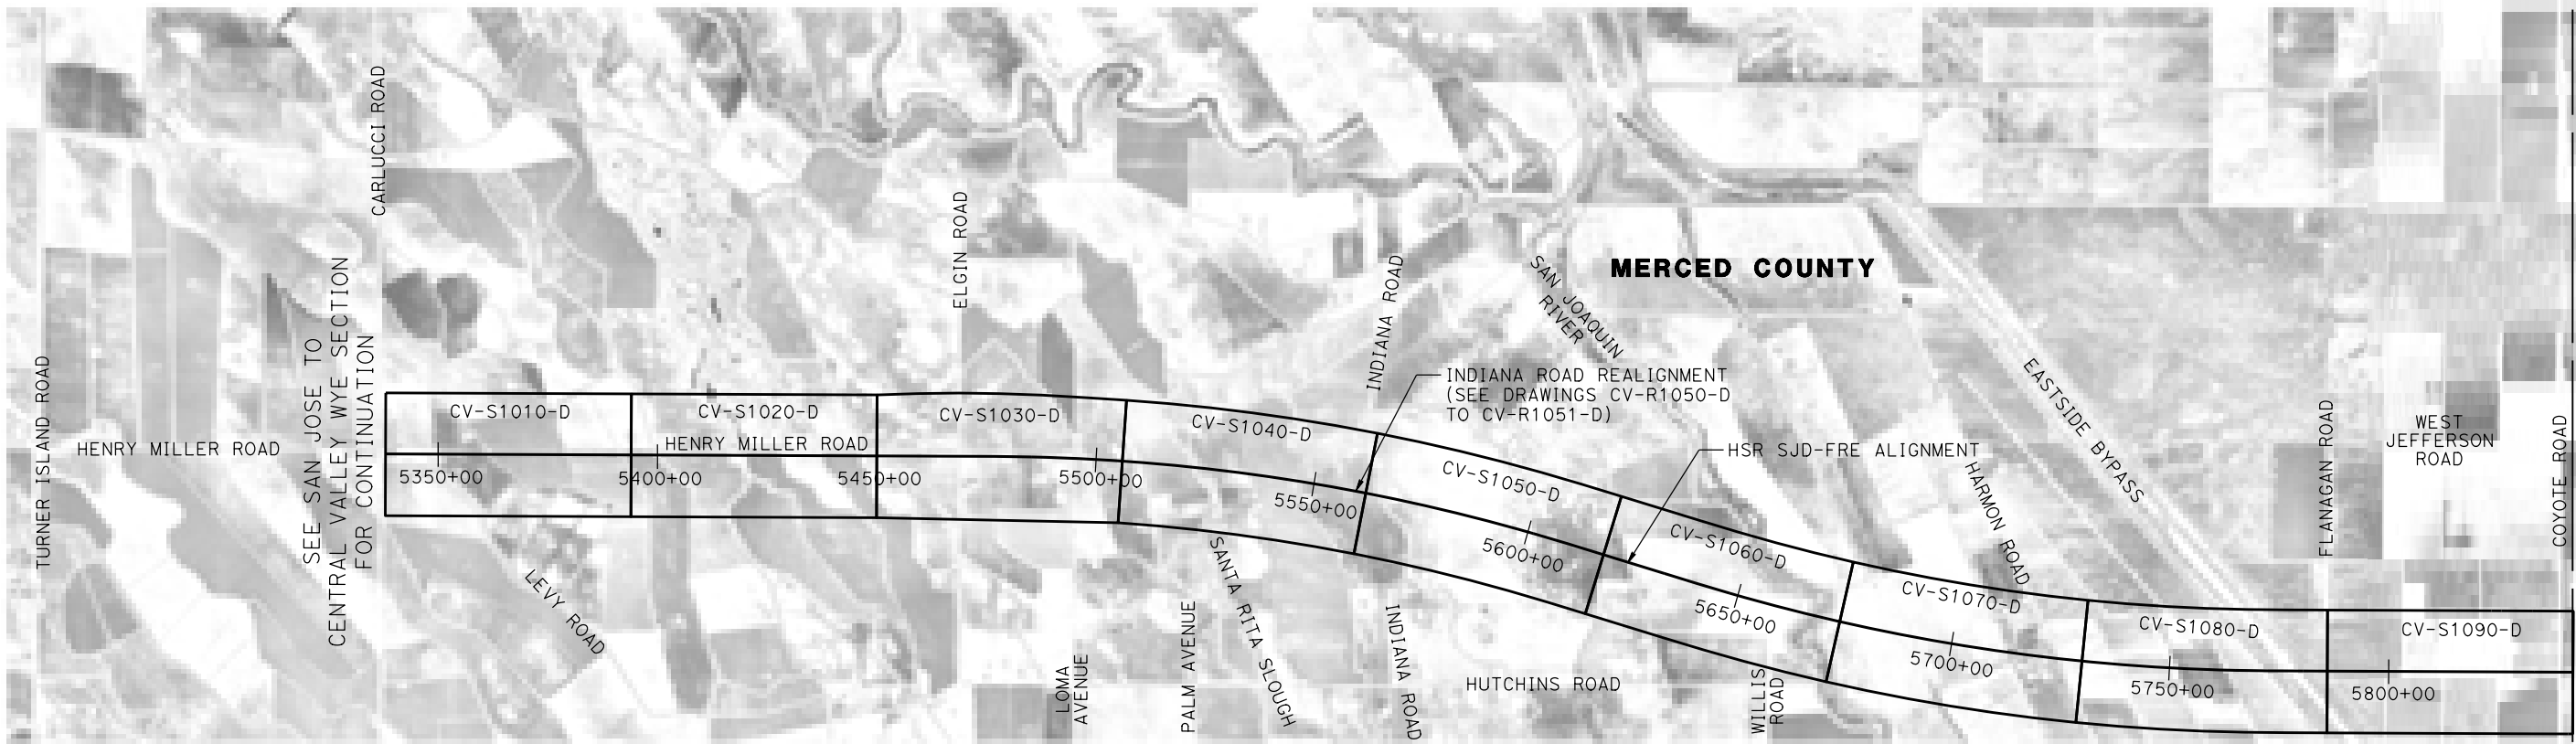 CARLUCCI ROAD
ELGIN ROAD
INDIANA ROAD
SAN JOAQUIN
RIVER
MERCED COUNTY
TURNER ISLAND ROAD
HENRY MILLER ROAD
SEE SAN JOSE TO
CENTRAL VALLEY WYE SECTION
FOR CONTINUATION
INDIANA ROAD REALIGNMENT
(SEE DRAWINGS CV-R1050-D
TO CV-R1051-D)
HSR SJD-FRE ALIGNMENT
EASTSIDE BYPASS
HARMON ROAD
FLANAGAN ROAD
WEST
JEFFERSON
ROAD
COYOTE ROAD
CV-S1010-D
CV-S1020-D
CV-S1030-D
CV-S1040-D
CV-S1050-D
CV-S1060-D
CV-S1070-D
CV-S1080-D
CV-S1090-D
HENRY MILLER ROAD
5350+00
5400+00
5450+00
5500+00
5550+00
5600+00
5650+00
5700+00
5750+00
5800+00
LEVY ROAD
LOMA
AVENUE
PALM AVENUE
SANTA RITA SLOUGH
INDIANA ROAD
HUTCHINS ROAD
WILLIS
ROAD